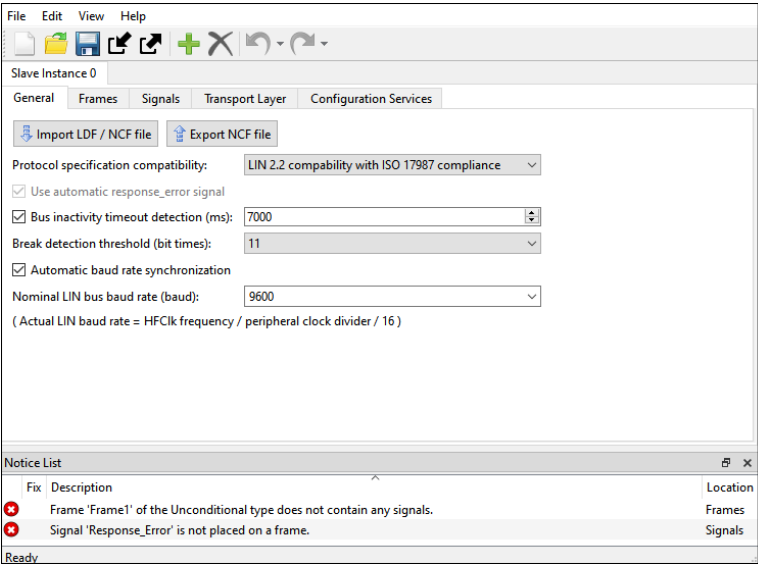 File Edit View Help
Slave Instance 0
General Frames Signals Transport Layer Configuration Services
Import LDF / NCF file Export NCF file
Protocol specification compatibility: LIN 2.2 compability with ISO 17987 compliance
Use automatic response_error signal
Bus inactivity timeout detection (ms): 7000
Break detection threshold (bit times): 11
Automatic baud rate synchronization
Nominal LIN bus baud rate (baud): 9600
( Actual LIN baud rate = HFClk frequency / peripheral clock divider / 16 )
Notice List
Fix Description Location
Frame 'Frame1' of the Unconditional type does not contain any signals. Frames
Signal 'Response_Error' is not placed on a frame. Signals
Ready